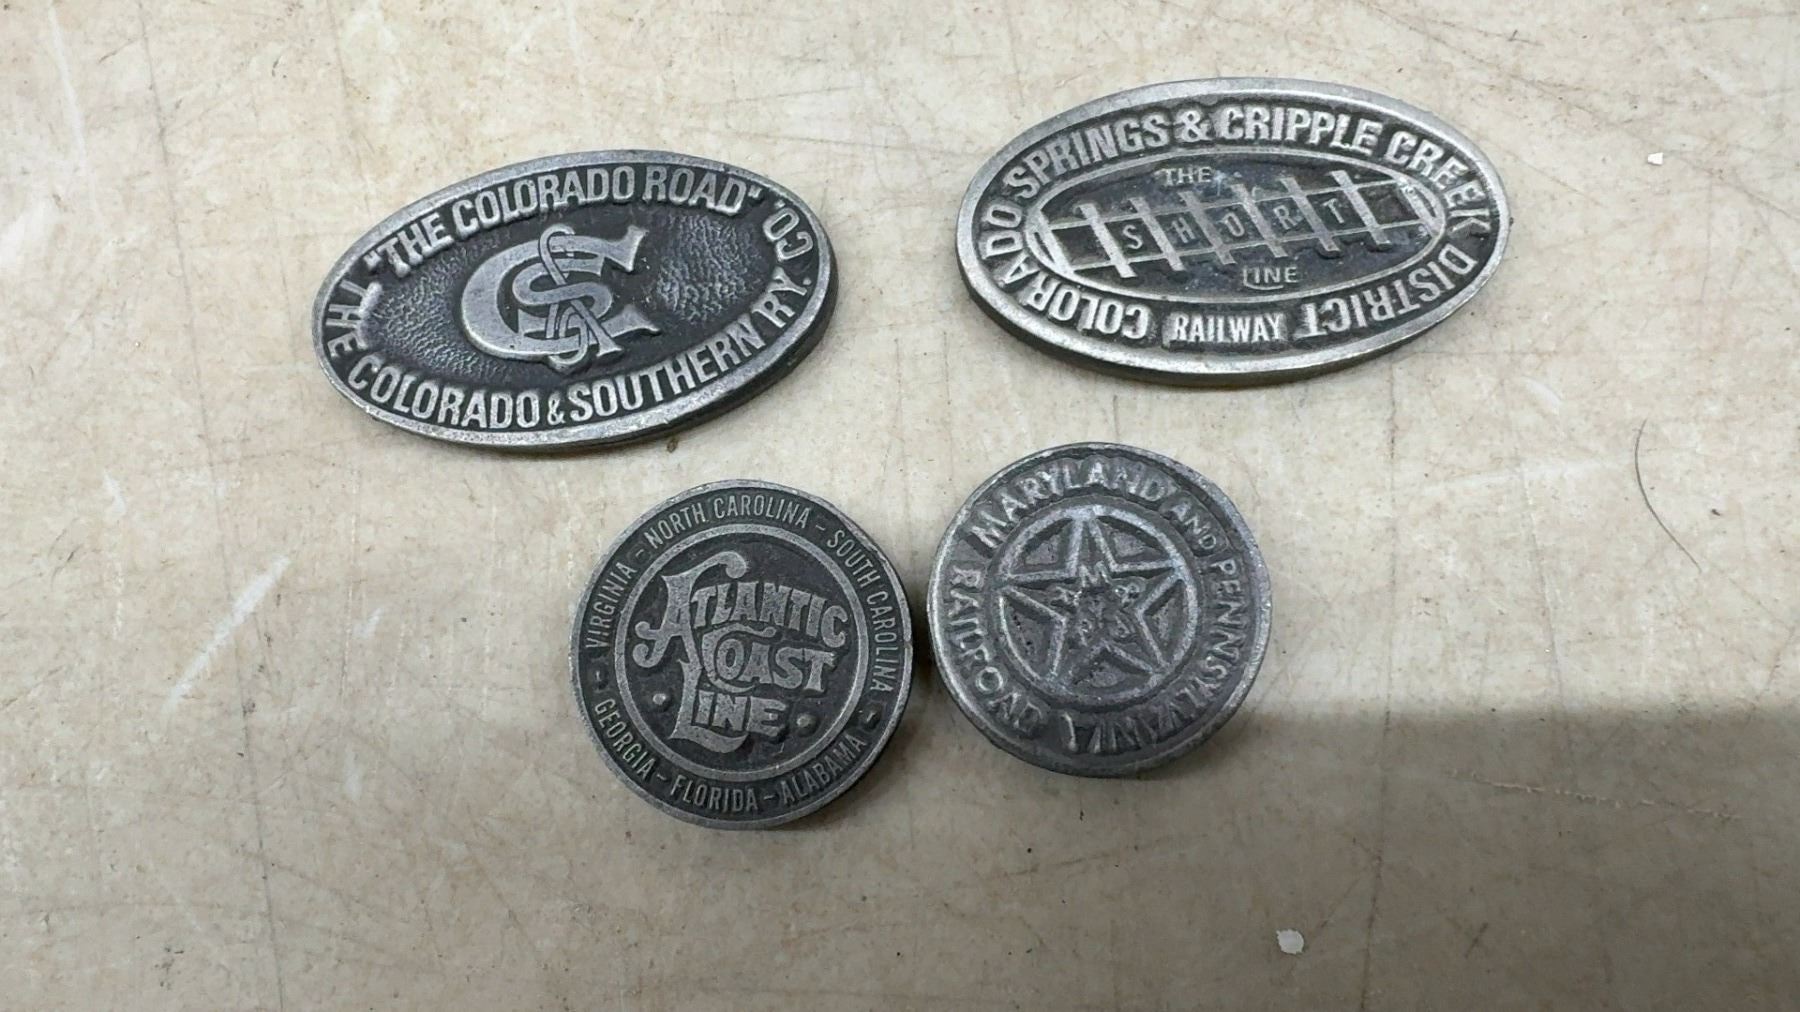 "THE COLORADO ROAD"
CS
THE COLORADO & SOUTHERN RY. CO.
COLORADO SPRINGS & CRIPPLE CREEK DISTRICT
RAILWAY
THE
SHORT
LINE
VIRGINIA - NORTH CAROLINA - SOUTH CAROLINA -
GEORGIA - FLORIDA - ALABAMA
ATLANTIC
COAST
LINE
MARYLAND AND PENNSYLVANIA
RAILROAD
M